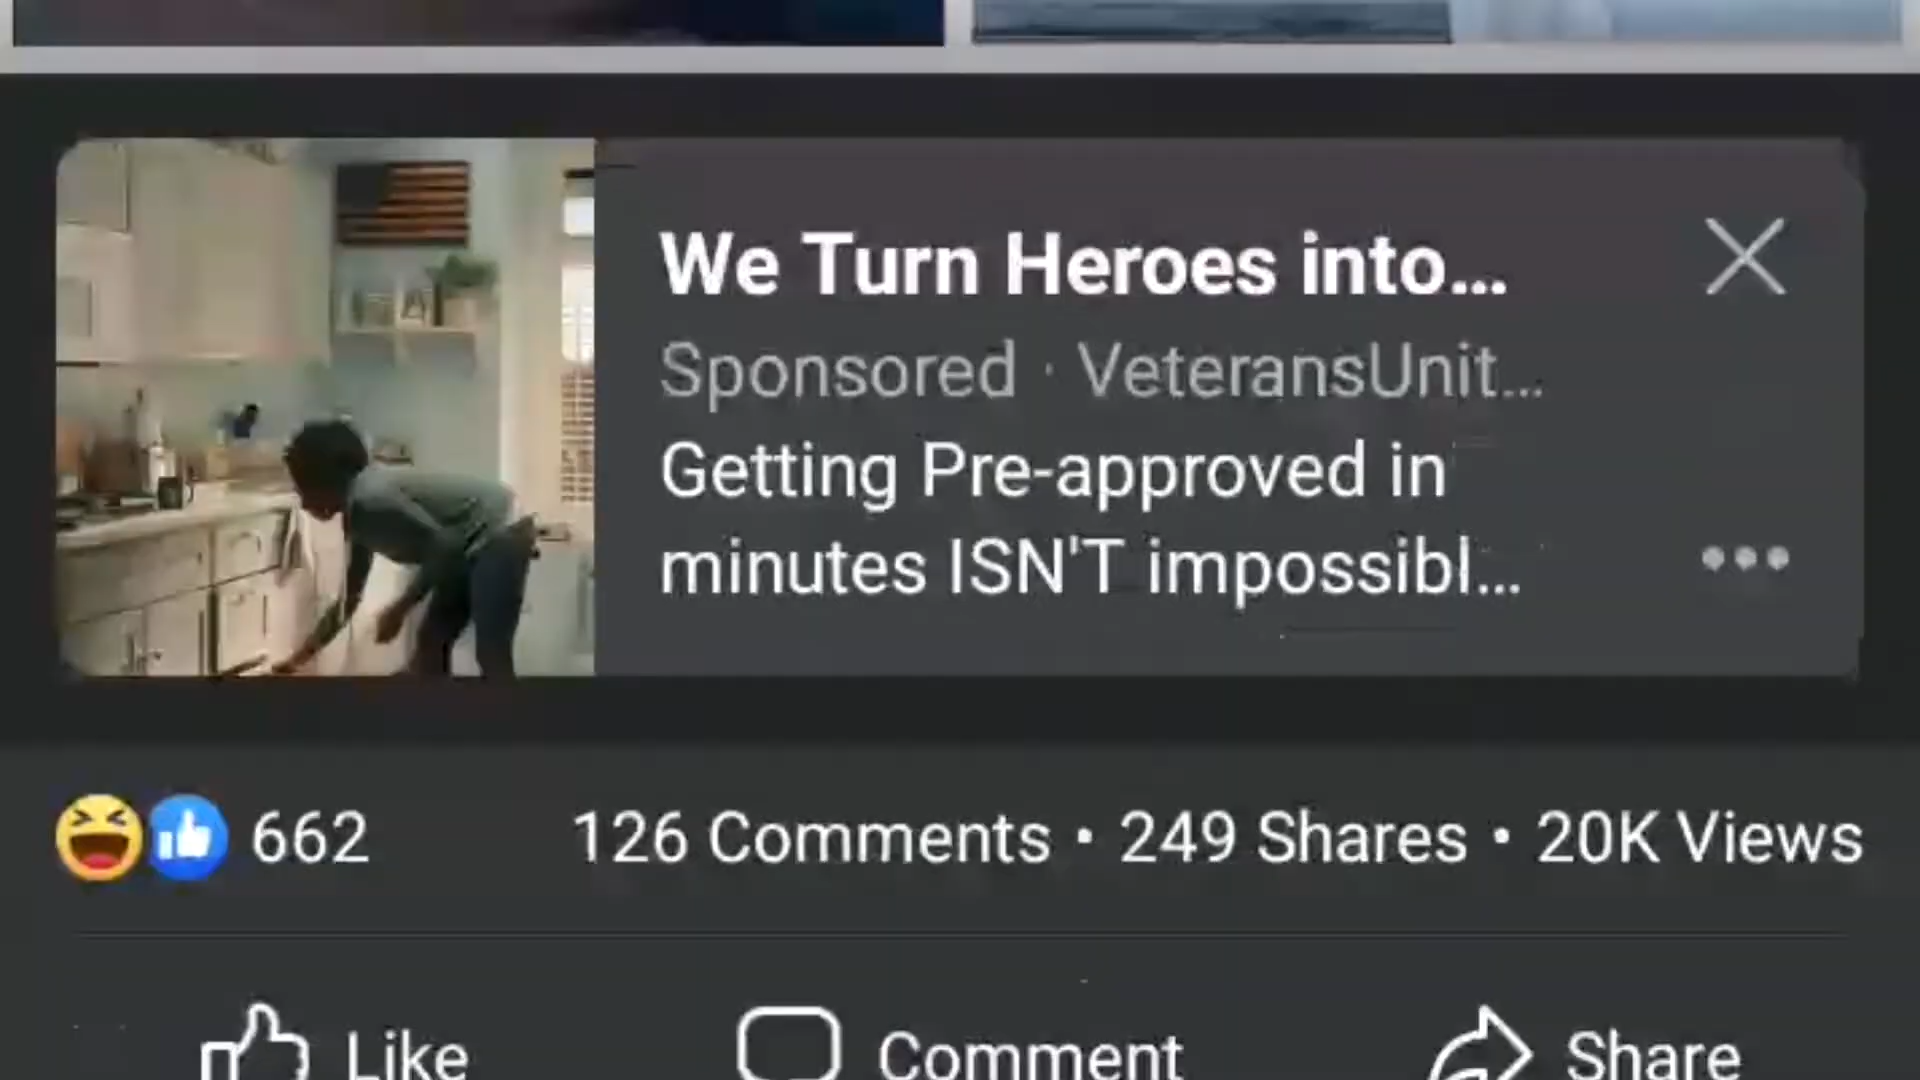 We Turn Heroes into...
Sponsored · VeteransUnit...
Getting Pre-approved in
minutes ISN'T impossibl...
662 126 Comments • 249 Shares • 20K Views
Like Comment Share